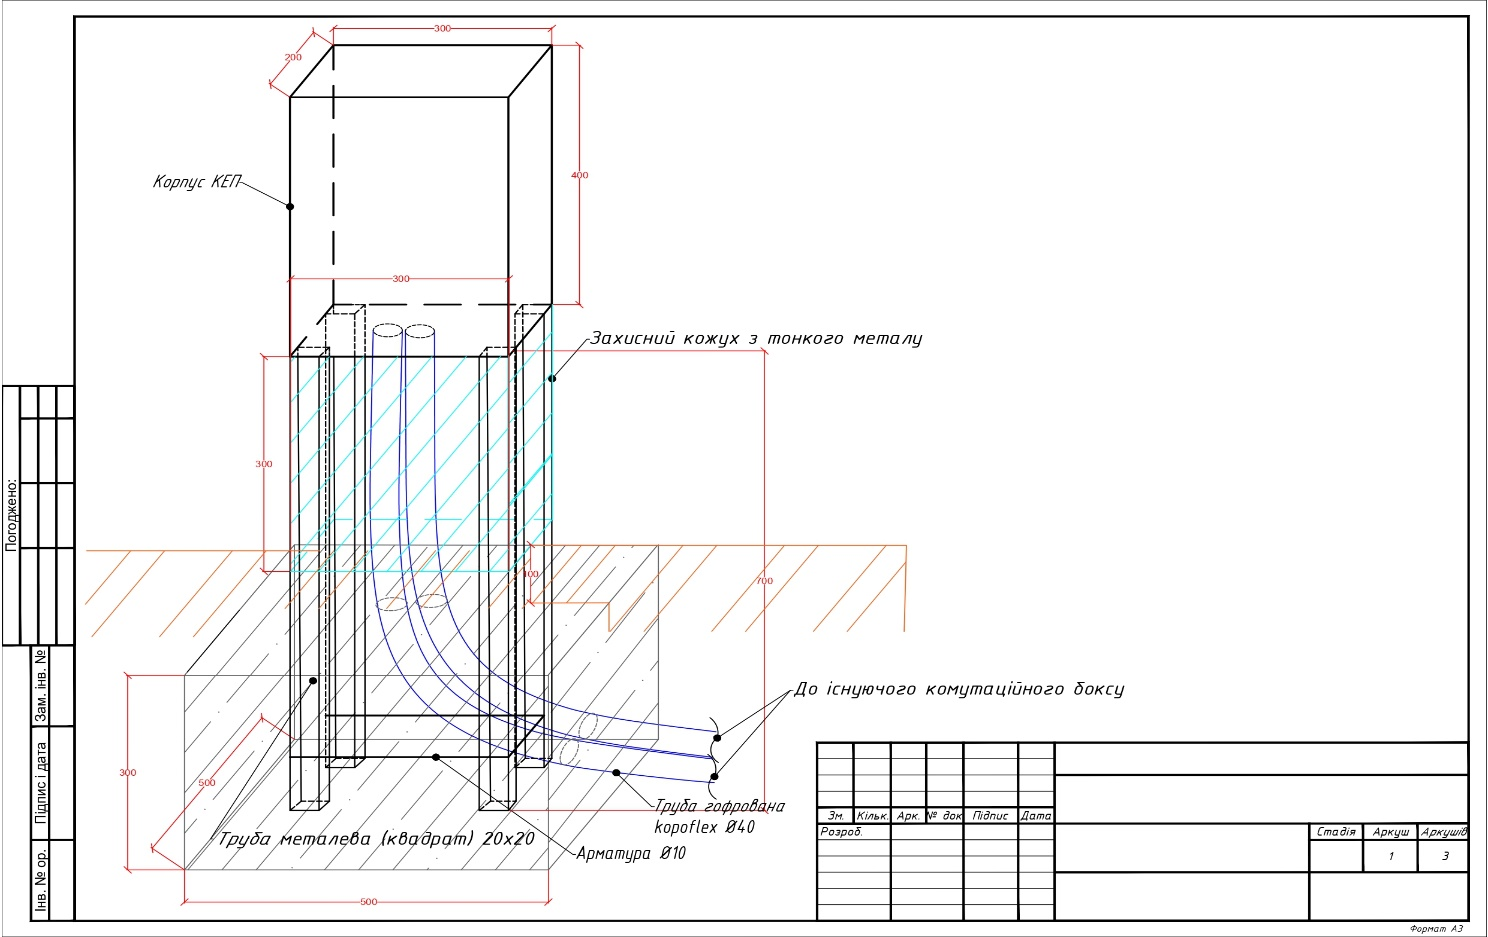 300
200
400
Корпус КЕП
300
Захисний кожух з тонкого металу
300
Погоджено:
100
700
Зам. інв. №
До існуючого комутаційного боксу
300
500
Підпис і дата
Труба гофрована
kopoflex Ø40
Труба металева (квадрат) 20х20
Арматура Ø10
Зм. Кільк. Арк. № док Підпис Дата
Розроб.
Стадія Аркуш Аркушів
1 3
Інв. № ор.
500
Формат А3